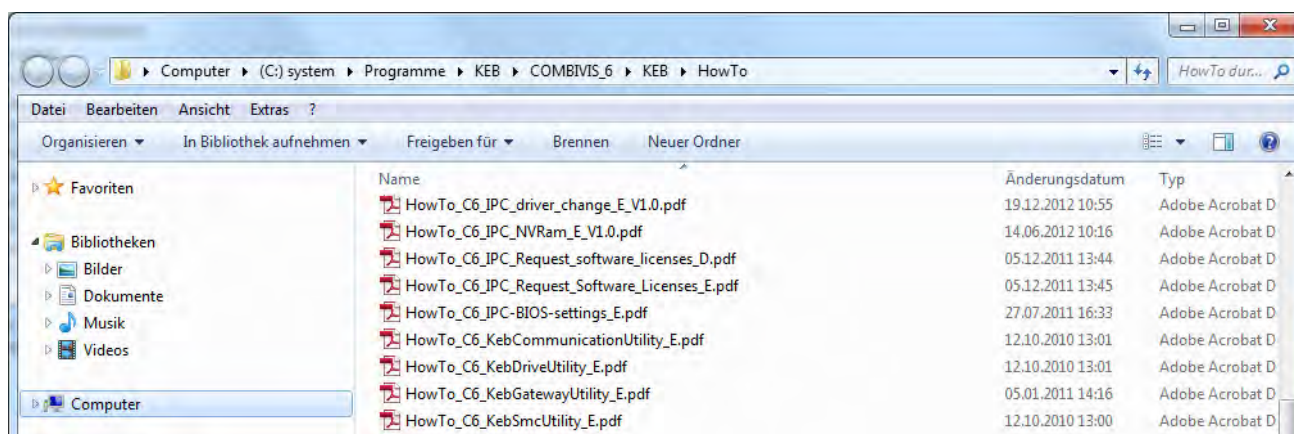 Computer ▸ (C:) system ▸ Programme ▸ KEB ▸ COMBIVIS_6 ▸ KEB ▸ HowTo
HowTo dur...
Datei Bearbeiten Ansicht Extras ?
Organisieren In Bibliothek aufnehmen Freigeben für Brennen Neuer Ordner
Favoriten
Bibliotheken
Bilder
Dokumente
Musik
Videos
Computer
Name Änderungsdatum Typ
HowTo_C6_IPC_driver_change_E_V1.0.pdf 19.12.2012 10:55 Adobe Acrobat D
HowTo_C6_IPC_NVRam_E_V1.0.pdf 14.06.2012 10:16 Adobe Acrobat D
HowTo_C6_IPC_Request_software_licenses_D.pdf 05.12.2011 13:44 Adobe Acrobat D
HowTo_C6_IPC_Request_Software_Licenses_E.pdf 05.12.2011 13:45 Adobe Acrobat D
HowTo_C6_IPC-BIOS-settings_E.pdf 27.07.2011 16:33 Adobe Acrobat D
HowTo_C6_KebCommunicationUtility_E.pdf 12.10.2010 13:01 Adobe Acrobat D
HowTo_C6_KebDriveUtility_E.pdf 12.10.2010 13:01 Adobe Acrobat D
HowTo_C6_KebGatewayUtility_E.pdf 05.01.2011 14:16 Adobe Acrobat D
HowTo_C6_KebSmcUtility_E.pdf 12.10.2010 13:00 Adobe Acrobat D